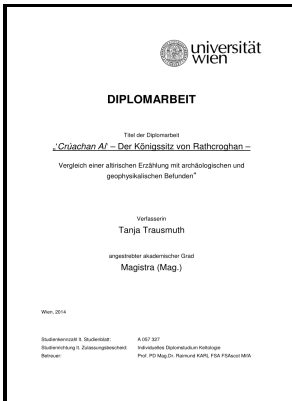 universität
wien
DIPLOMARBEIT
Titel der Diplomarbeit
„‘Crúachan Aí‘ – Der Königssitz von Rathcroghan –
Vergleich einer altirischen Erzählung mit archäologischen und
geophysikalischen Befunden“
Verfasserin
Tanja Trausmuth
angestrebter akademischer Grad
Magistra (Mag.)
Wien, 2014
Studienkennzahl lt. Studienblatt: A 057 327
Studienrichtung lt. Zulassungsbescheid: Individuelles Diplomstudium Keltologie
Betreuer: Prof. PD Mag.Dr. Raimund KARL FSA FSAscot MIfA